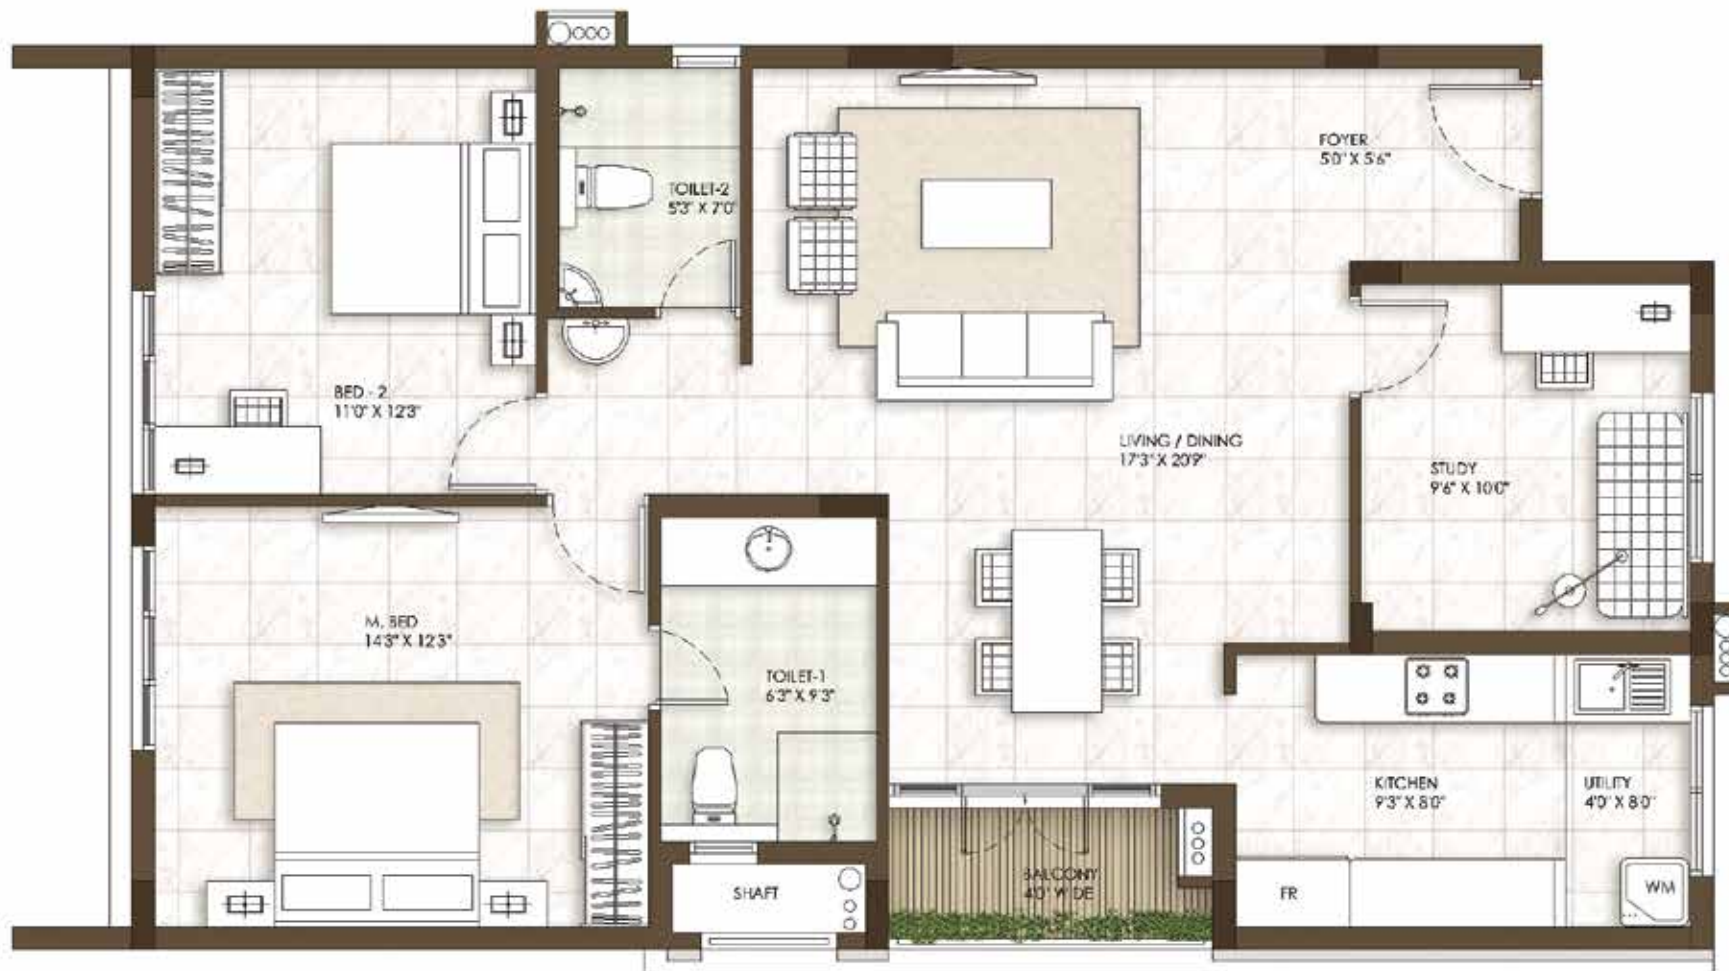 FOYER
5'0" X 5'6"
TOILET-2
5'3" X 7'0"
BED - 2
11'0" X 12'3"
LIVING / DINING
17'3" X 20'9"
STUDY
9'6" X 10'0"
M. BED
14'3" X 12'3"
TOILET-1
6'3" X 9'3"
KITCHEN
9'3" X 8'0"
UTILITY
4'0" X 8'0"
BALCONY
4'0" WIDE
SHAFT
FR
WM